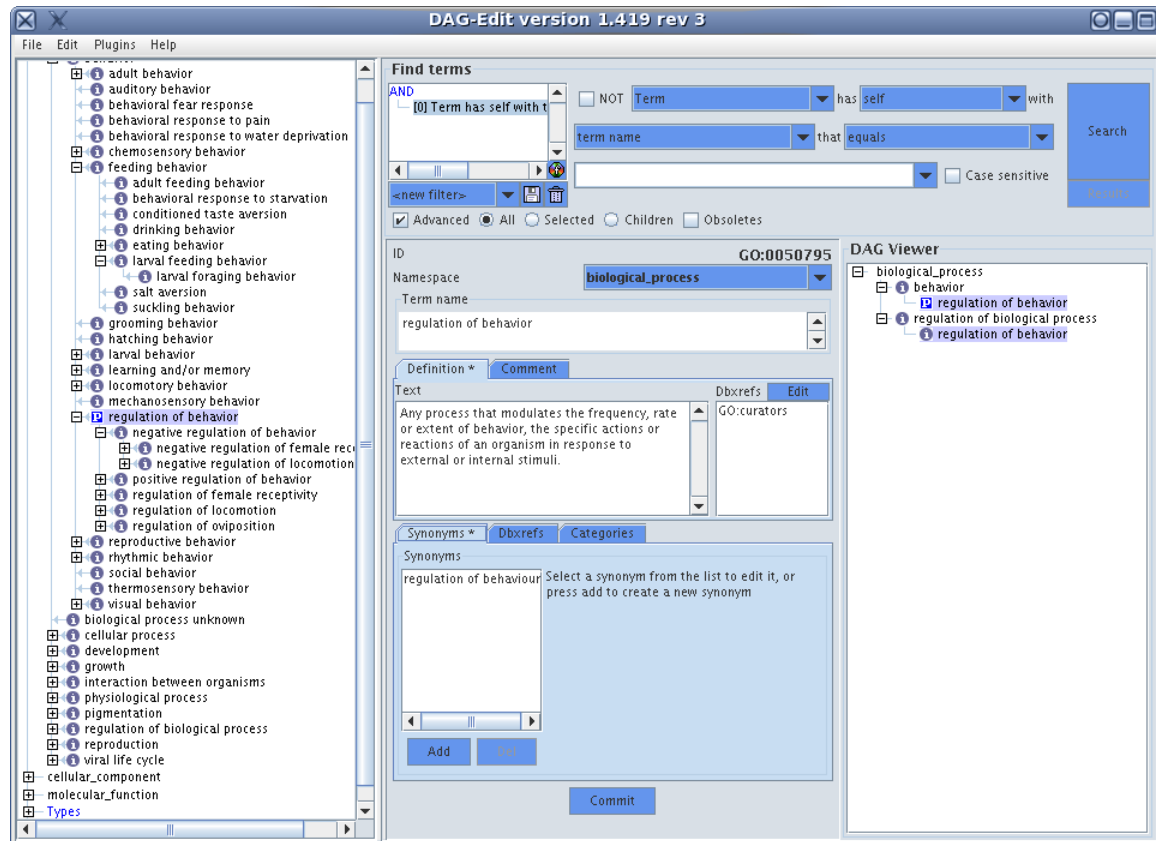 DAG-Edit version 1.419 rev 3
File Edit Plugins Help
adult behavior
auditory behavior
behavioral fear response
behavioral response to pain
behavioral response to water deprivation
chemosensory behavior
feeding behavior
adult feeding behavior
behavioral response to starvation
conditioned taste aversion
drinking behavior
eating behavior
larval feeding behavior
larval foraging behavior
salt aversion
suckling behavior
grooming behavior
hatching behavior
larval behavior
learning and/or memory
locomotory behavior
mechanosensory behavior
regulation of behavior
negative regulation of behavior
negative regulation of female rec
negative regulation of locomotion
positive regulation of behavior
regulation of female receptivity
regulation of locomotion
regulation of oviposition
reproductive behavior
rhythmic behavior
social behavior
thermosensory behavior
visual behavior
biological process unknown
cellular process
development
growth
interaction between organisms
physiological process
pigmentation
regulation of biological process
reproduction
viral life cycle
cellular_component
molecular_function
Types
Find terms
AND
[0] Term has self with t
<new filter>
NOT Term has self with
term name that equals
Case sensitive
Search
Results
Advanced All Selected Children Obsoletes
ID GO:0050795
Namespace biological_process
Term name
regulation of behavior
Definition * Comment
Text
Any process that modulates the frequency, rate
or extent of behavior, the specific actions or
reactions of an organism in response to
external or internal stimuli.
Dbxrefs Edit
GO:curators
Synonyms * Dbxrefs Categories
Synonyms
regulation of behaviour
Select a synonym from the list to edit it, or
press add to create a new synonym
Add Del
Commit
DAG Viewer
biological_process
behavior
P regulation of behavior
regulation of biological process
regulation of behavior